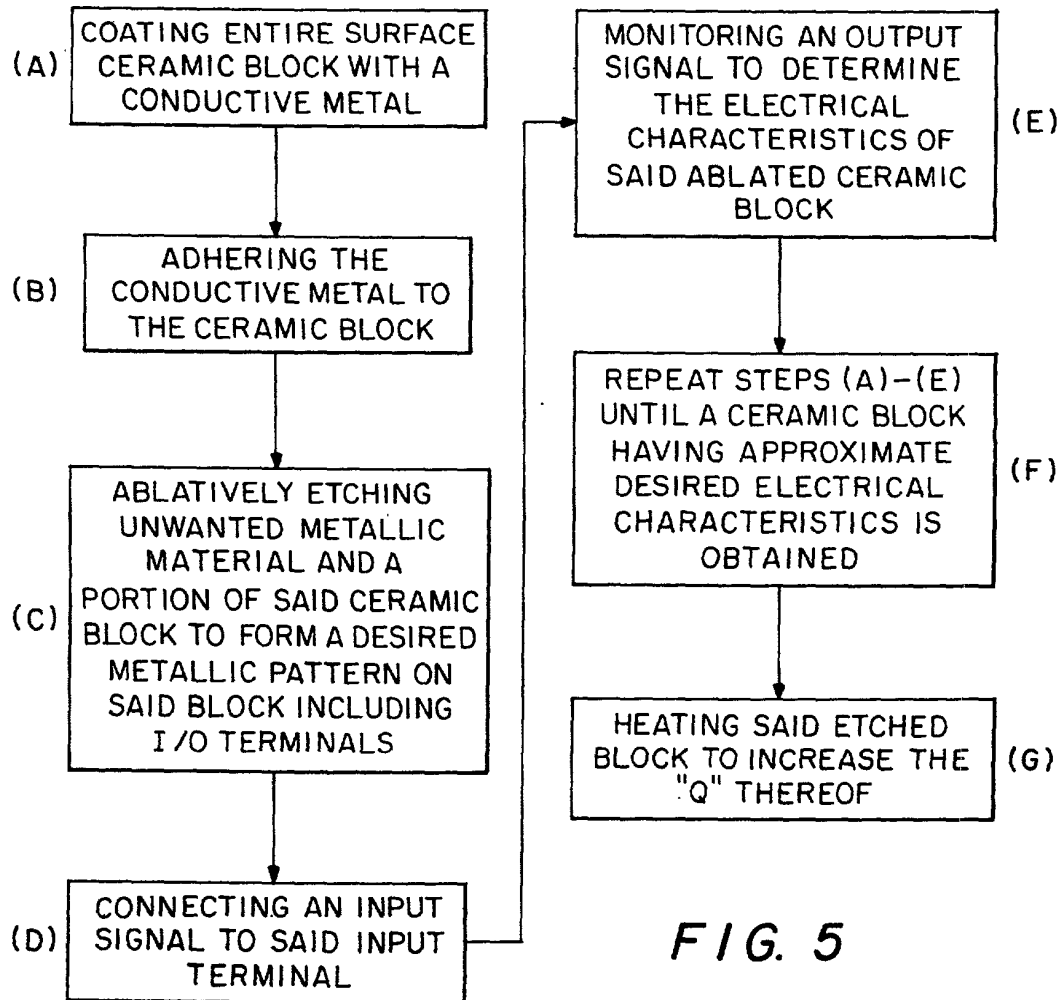 (A)
COATING ENTIRE SURFACE
CERAMIC BLOCK WITH A
CONDUCTIVE METAL
(B)
ADHERING THE
CONDUCTIVE METAL TO
THE CERAMIC BLOCK
(C)
ABLATIVELY ETCHING
UNWANTED METALLIC
MATERIAL AND A
PORTION OF SAID CERAMIC
BLOCK TO FORM A DESIRED
METALLIC PATTERN ON
SAID BLOCK INCLUDING
I/O TERMINALS
(D)
CONNECTING AN INPUT
SIGNAL TO SAID INPUT
TERMINAL
MONITORING AN OUTPUT
SIGNAL TO DETERMINE
THE ELECTRICAL
CHARACTERISTICS OF
SAID ABLATED CERAMIC
BLOCK
(E)
REPEAT STEPS (A)-(E)
UNTIL A CERAMIC BLOCK
HAVING APPROXIMATE
DESIRED ELECTRICAL
CHARACTERISTICS IS
OBTAINED
(F)
HEATING SAID ETCHED
BLOCK TO INCREASE THE
"Q" THEREOF
(G)
FIG. 5